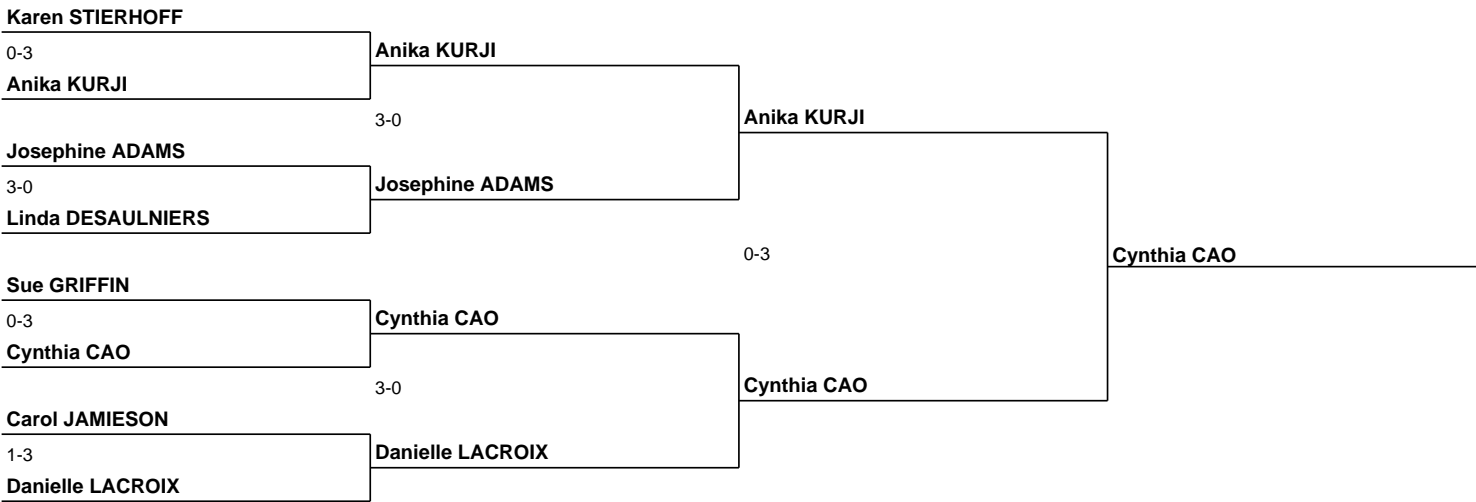 Karen STIERHOFF
0-3
Anika KURJI
Anika KURJI
3-0
Anika KURJI
Josephine ADAMS
3-0
Josephine ADAMS
Linda DESAULNIERS
0-3
Cynthia CAO
Sue GRIFFIN
0-3
Cynthia CAO
Cynthia CAO
3-0
Cynthia CAO
Carol JAMIESON
1-3
Danielle LACROIX
Danielle LACROIX